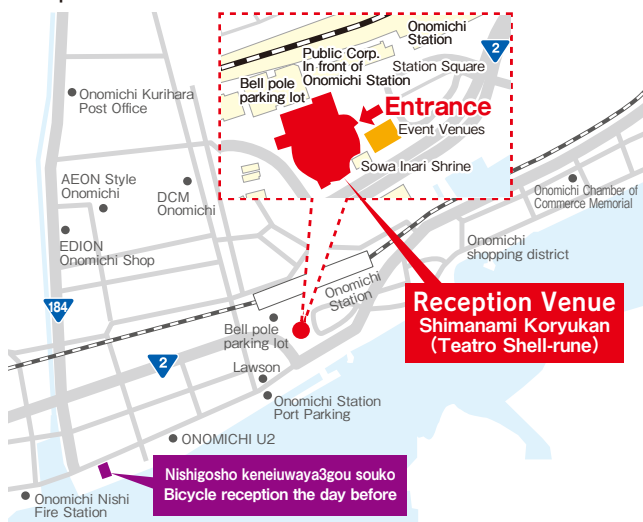 Onomichi
Station
2
Public Corp.
In front of
Onomichi Station
Station Square
Bell pole
parking lot
Entrance
Event Venues
Sowa Inari Shrine
Onomichi Kurihara
Post Office
AEON Style
Onomichi
DCM
Onomichi
EDION
Onomichi Shop
Onomichi Chamber of
Commerce Memorial
Onomichi
shopping district
Onomichi
Station
184
Reception Venue
Shimanami Koryukan
(Teatro Shell-rune)
Bell pole
parking lot
2
Lawson
Onomichi Station
Port Parking
ONOMICHI U2
Nishigosho keneiuwaya3gou souko
Bicycle reception the day before
Onomichi Nishi
Fire Station